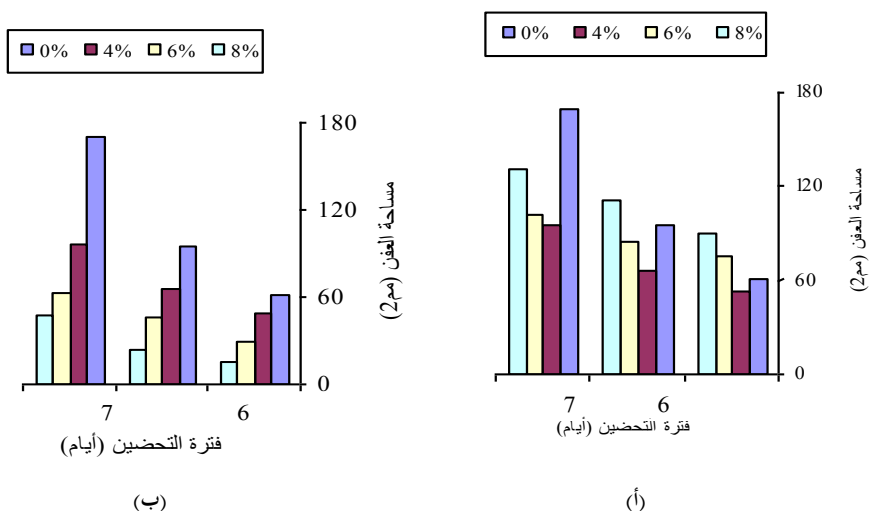 0% 4% 6% 8%
180
120
60
0
مساحة العفن (مم2)
7 6
فترة التحضين (أيام)
(أ)
0% 4% 6% 8%
180
120
60
0
مساحة العفن (مم2)
7 6
فترة التحضين (أيام)
(ب)